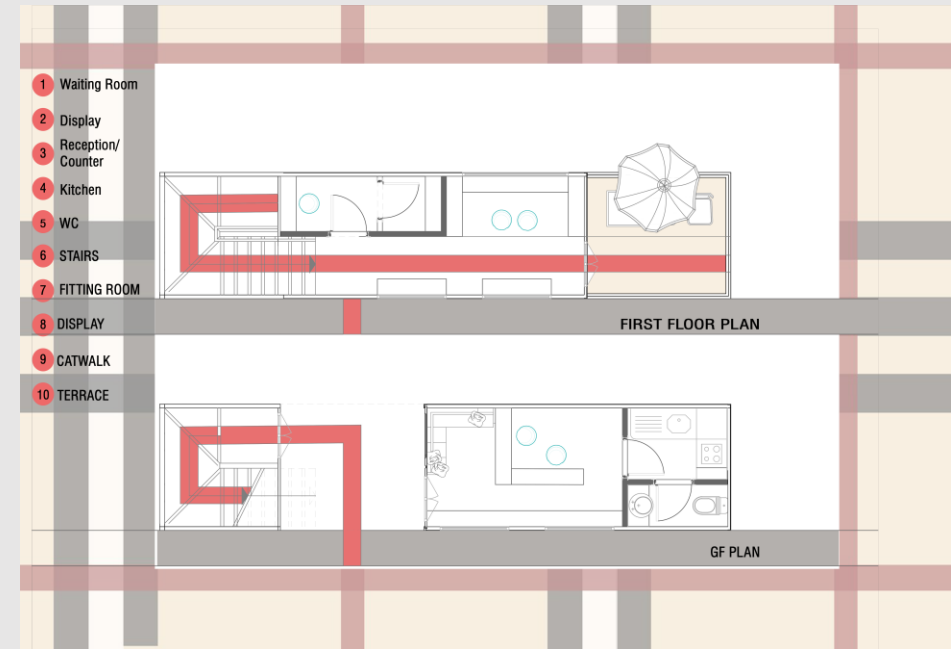 1 Waiting Room
2 Display
3 Reception/
Counter
4 Kitchen
5 WC
6 STAIRS
7 FITTING ROOM
8 DISPLAY
9 CATWALK
10 TERRACE
FIRST FLOOR PLAN
GF PLAN